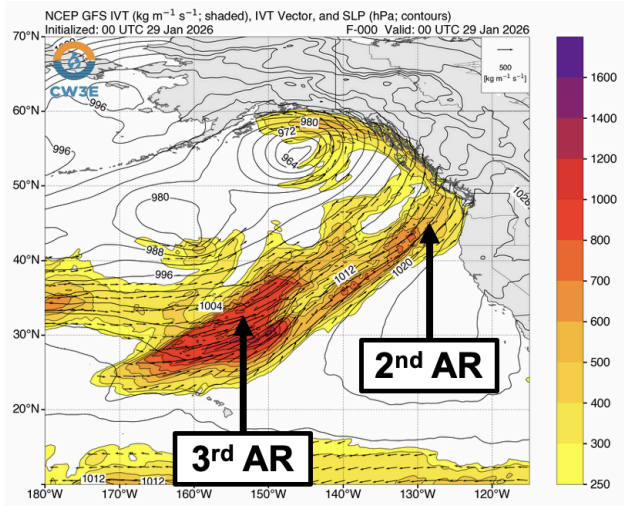 NCEP GFS IVT (kg m⁻¹ s⁻¹; shaded), IVT Vector, and SLP (hPa; contours)
Initialized: 00 UTC 29 Jan 2026 F-000 Valid: 00 UTC 29 Jan 2026
70°N
CW3E
500
[kg m⁻¹ s⁻¹]
1600
1400
60°N
996
980
972
1200
996
964
50°N
1028
1000
980
988
40°N
996
1012
1020
800
1004
700
30°N
600
2nd AR
500
20°N
400
3rd AR
300
1012
1012
250
180°W
170°W
160°W
150°W
140°W
130°W
120°W